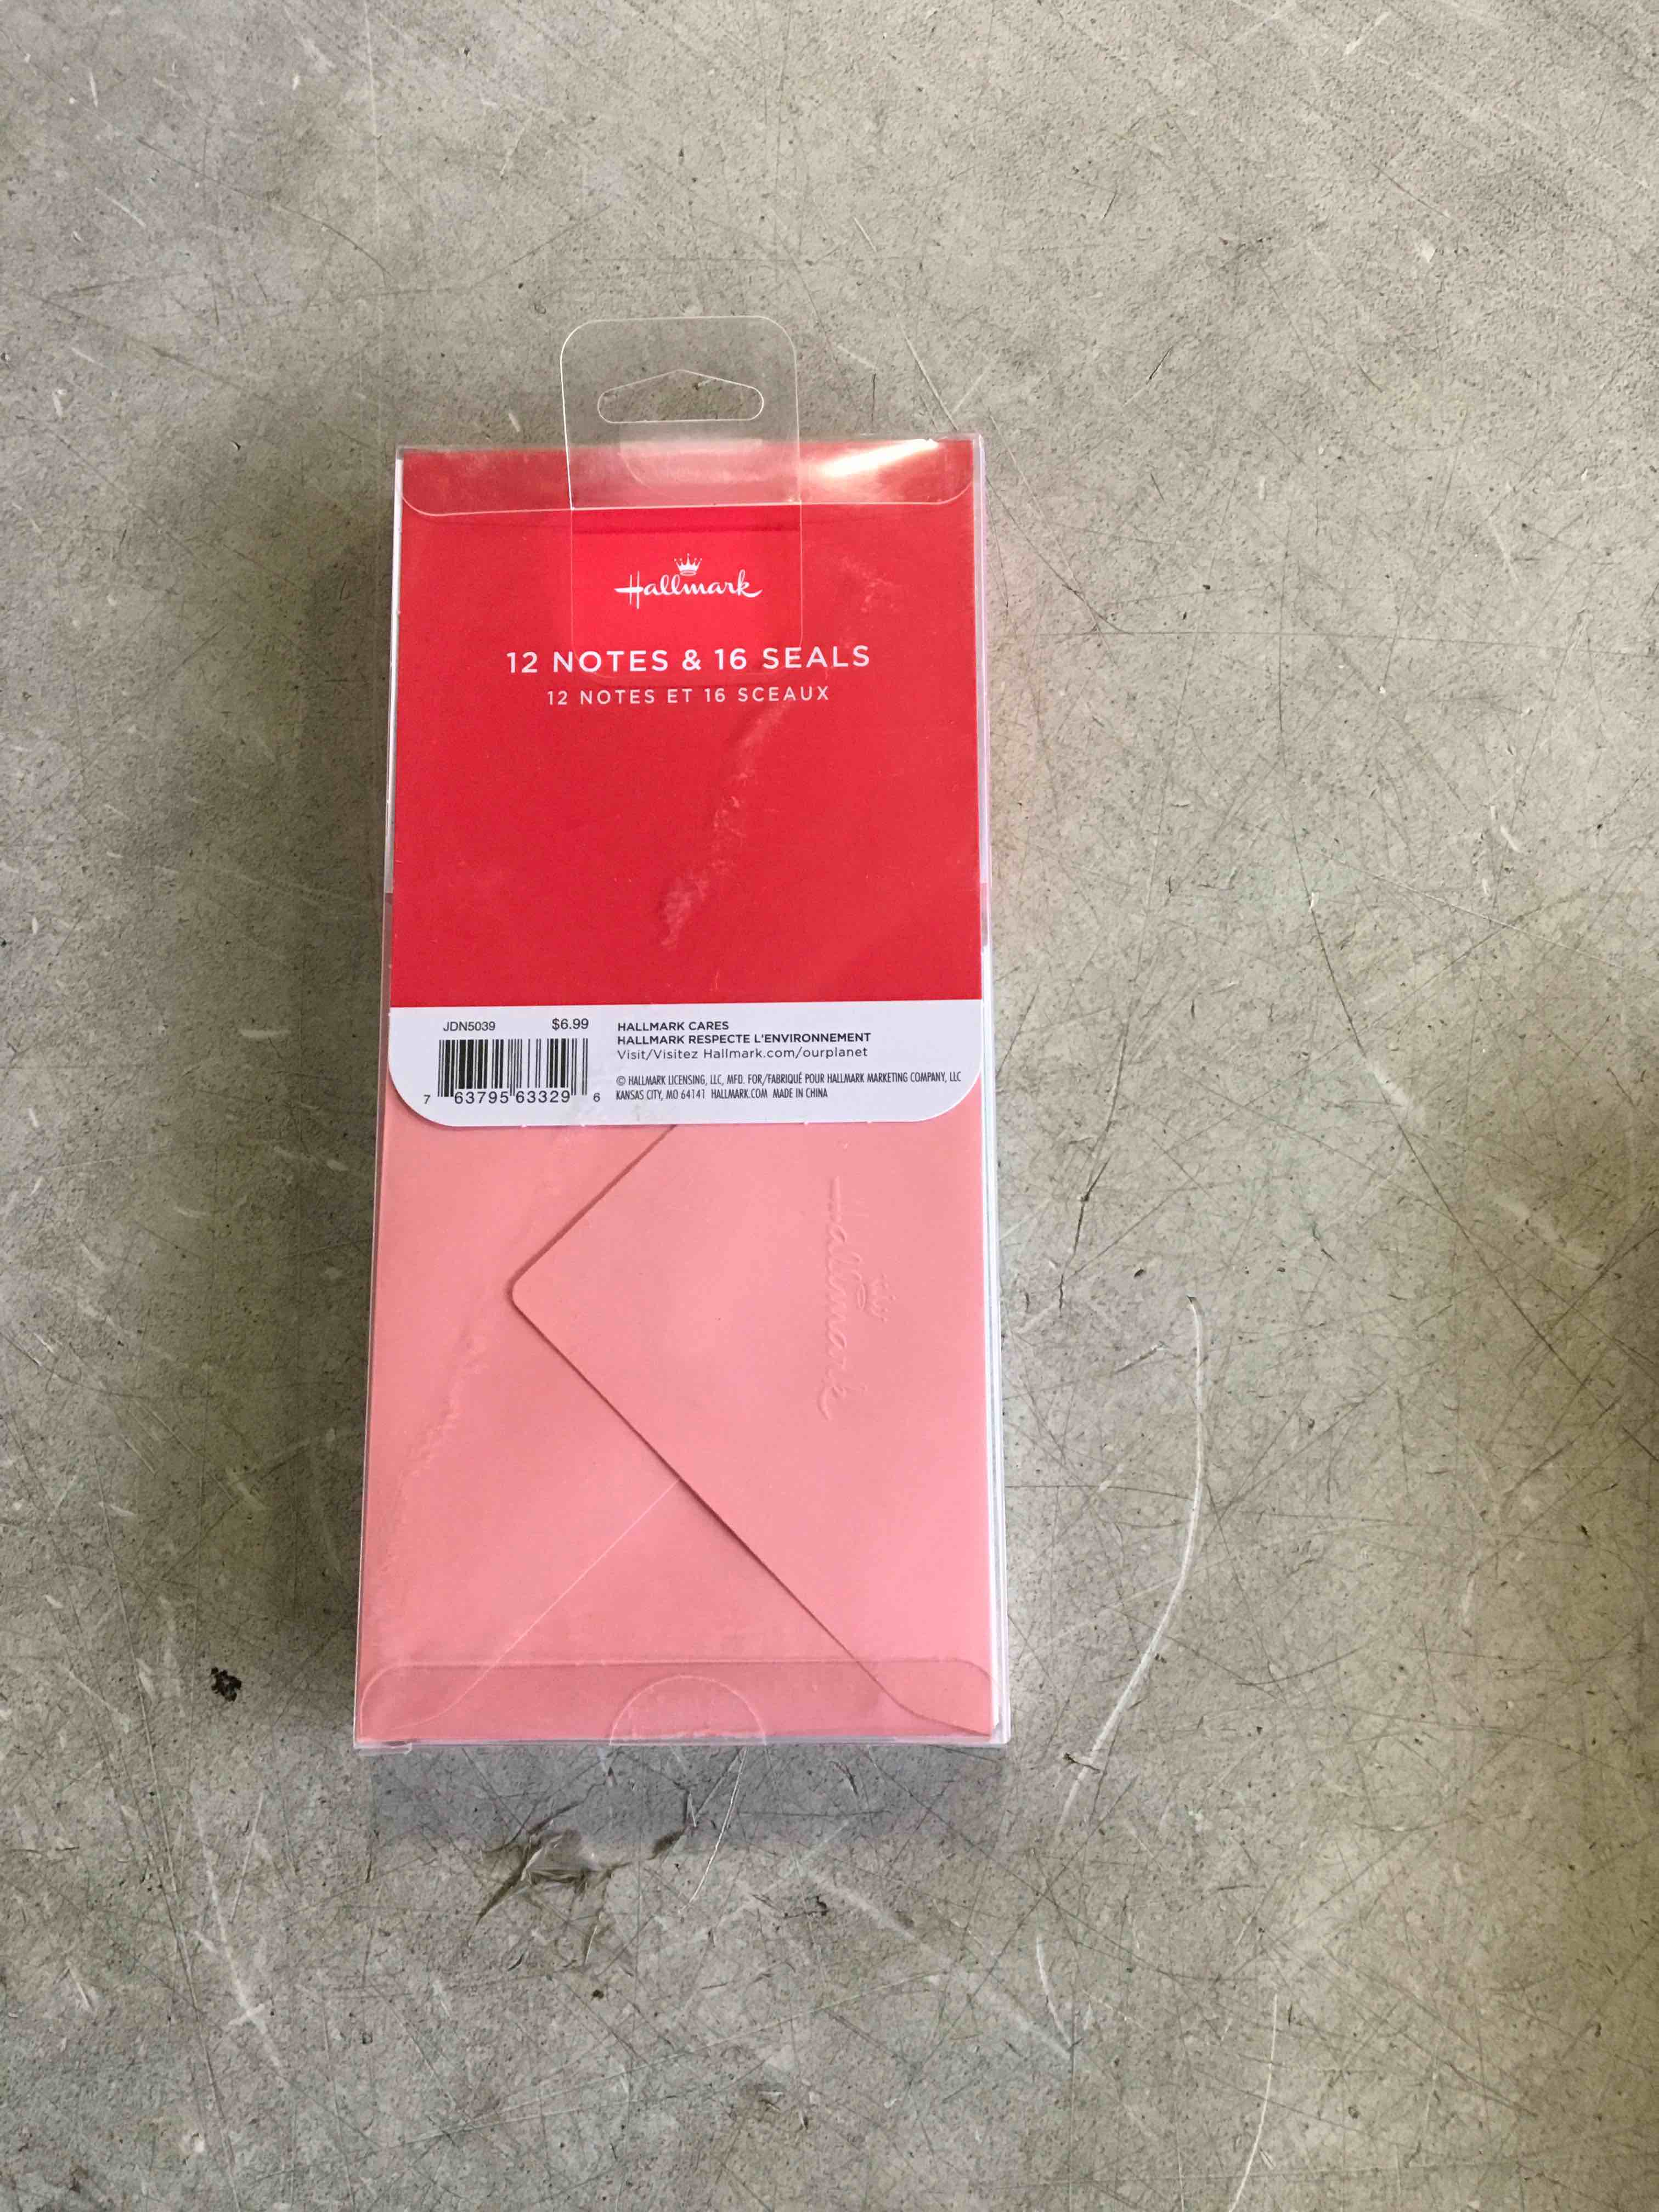 Hallmark
12 NOTES & 16 SEALS
12 NOTES ET 16 SCEAUX
JDN5039 $6.99
7 63795 63329 6
HALLMARK CARES
HALLMARK RESPECTE L'ENVIRONNEMENT
Visit/Visitez Hallmark.com/ourplanet
© HALLMARK LICENSING, LLC, MFD. FOR/FABRIQUÉ POUR HALLMARK MARKETING COMPANY, LLC
KANSAS CITY, MO 64141 HALLMARK.COM MADE IN CHINA
Hallmark